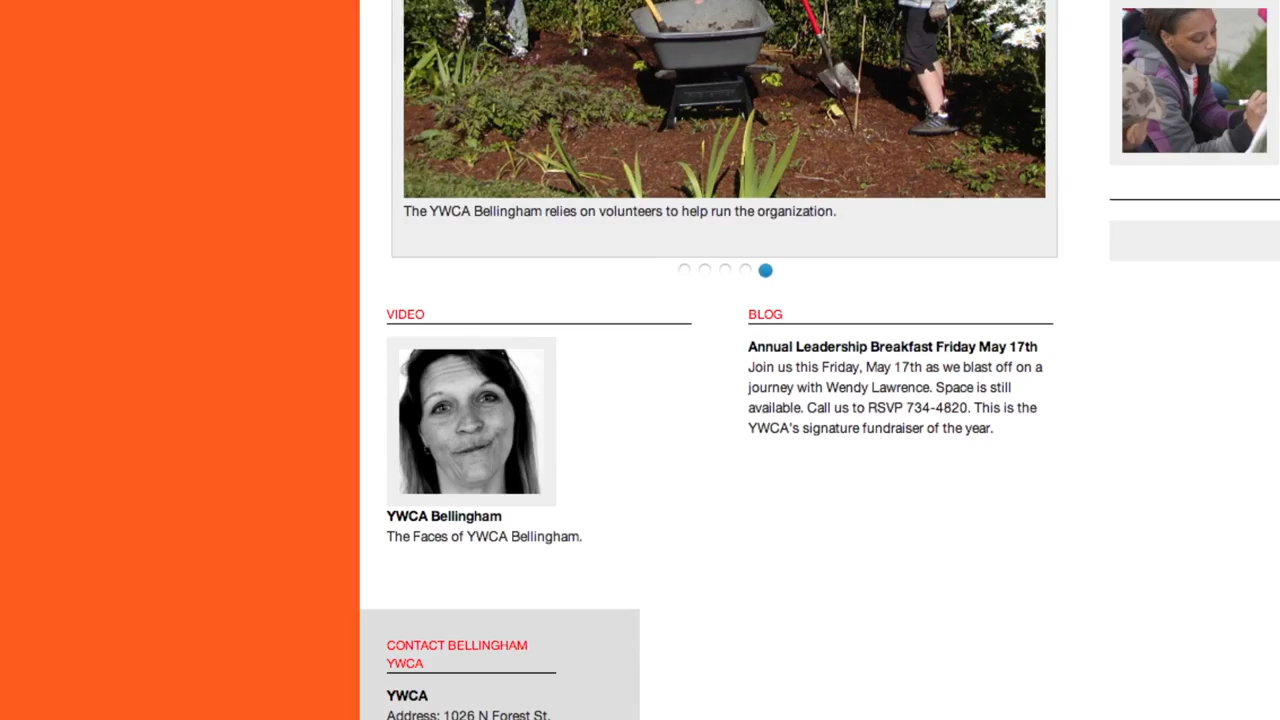 The YWCA Bellingham relies on volunteers to help run the organization.
VIDEO
YWCA Bellingham
The Faces of YWCA Bellingham.
BLOG
Annual Leadership Breakfast Friday May 17th
Join us this Friday, May 17th as we blast off on a
journey with Wendy Lawrence. Space is still
available. Call us to RSVP 734-4820. This is the
YWCA's signature fundraiser of the year.
CONTACT BELLINGHAM
YWCA
YWCA
Address: 1026 N Forest St.